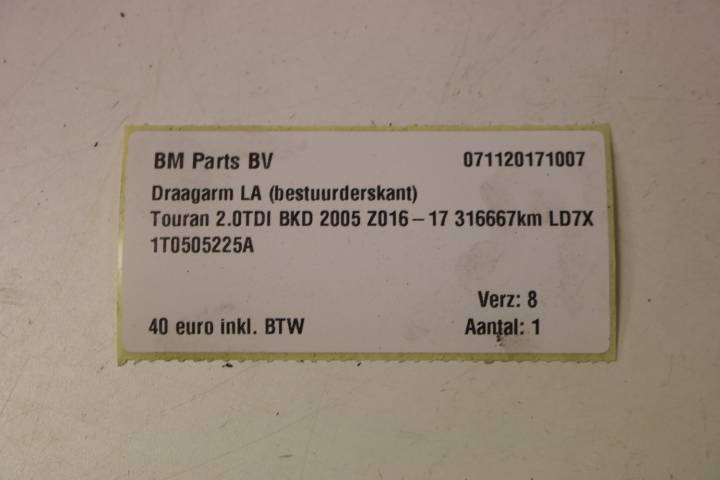 BM Parts BV 071120171007
Draagarm LA (bestuurderskant)
Touran 2.0TDI BKD 2005 Z016-17 316667km LD7X
1T0505225A
Verz: 8
40 euro inkl. BTW Aantal: 1